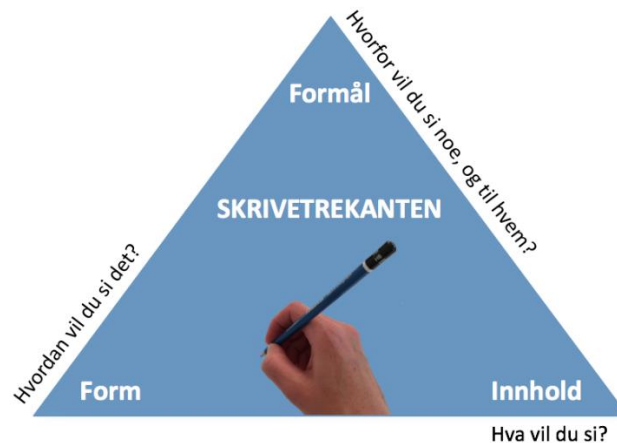 Formål
Hvorfor vil du si noe, og til hvem?
SKRIVETREKANTEN
Hvordan vil du si det?
Form
Innhold
Hva vil du si?